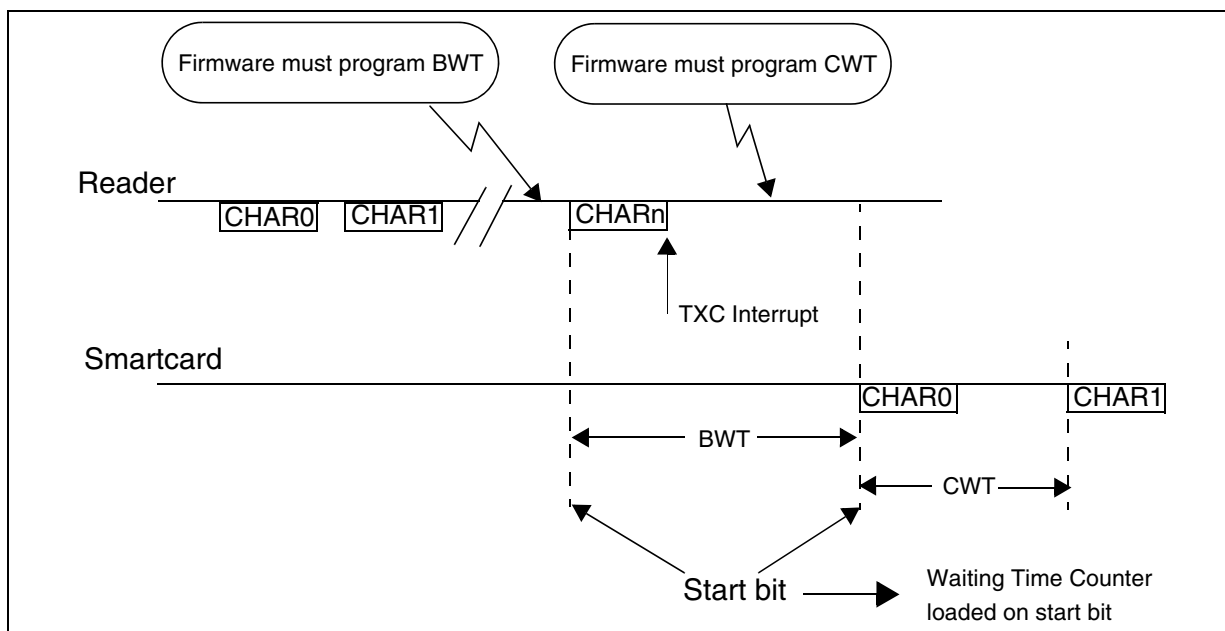 Firmware must program BWT
Firmware must program CWT
Reader
CHAR0
CHAR1
CHARn
TXC Interrupt
Smartcard
CHAR0
CHAR1
BWT
CWT
Start bit
Waiting Time Counter
loaded on start bit